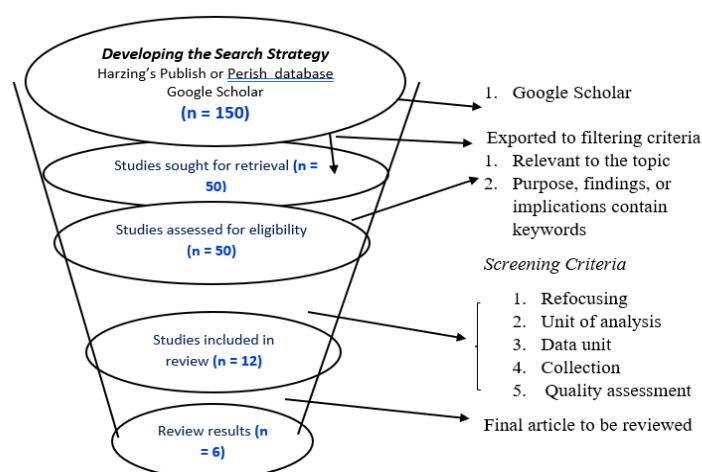 Developing the Search Strategy
Harzing's Publish or Perish database
Google Scholar
(n = 150)
1. Google Scholar
Exported to filtering criteria
1. Relevant to the topic
2. Purpose, findings, or
implications contain
keywords
Studies sought for retrieval (n =
50)
Studies assessed for eligibility
(n = 50)
Screening Criteria
1. Refocusing
2. Unit of analysis
3. Data unit
4. Collection
5. Quality assessment
Studies included in
review (n = 12)
Final article to be reviewed
Review results (n
= 6)